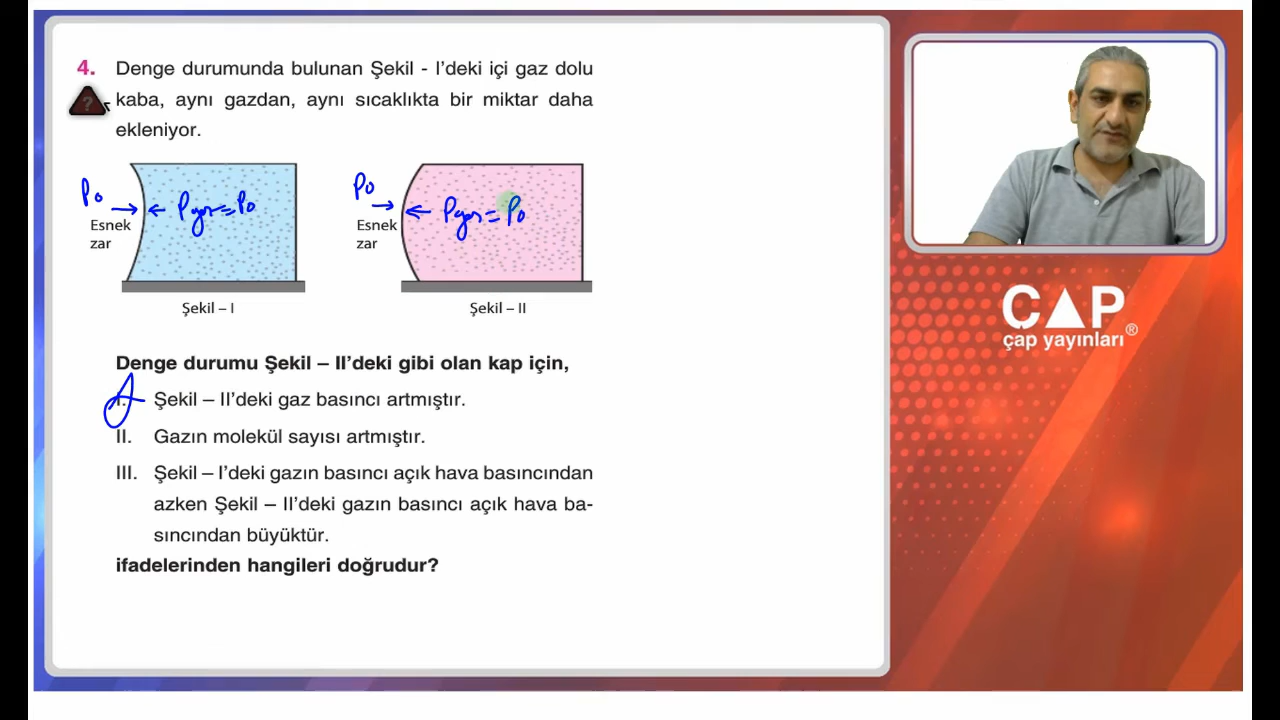 4. Denge durumunda bulunan Şekil - I’deki içi gaz dolu
? kaba, aynı gazdan, aynı sıcaklıkta bir miktar daha
ekleniyor.
P0
Pgaz = P0
Esnek
zar
Şekil – I
P0
Pgaz = P0
Esnek
zar
Şekil – II
Denge durumu Şekil – II’deki gibi olan kap için,
I. Şekil – II’deki gaz basıncı artmıştır.
II. Gazın molekül sayısı artmıştır.
III. Şekil – I’deki gazın basıncı açık hava basıncından
azken Şekil – II’deki gazın basıncı açık hava ba-
sıncından büyüktür.
ifadelerinden hangileri doğrudur?
ÇAP®
çap yayınları